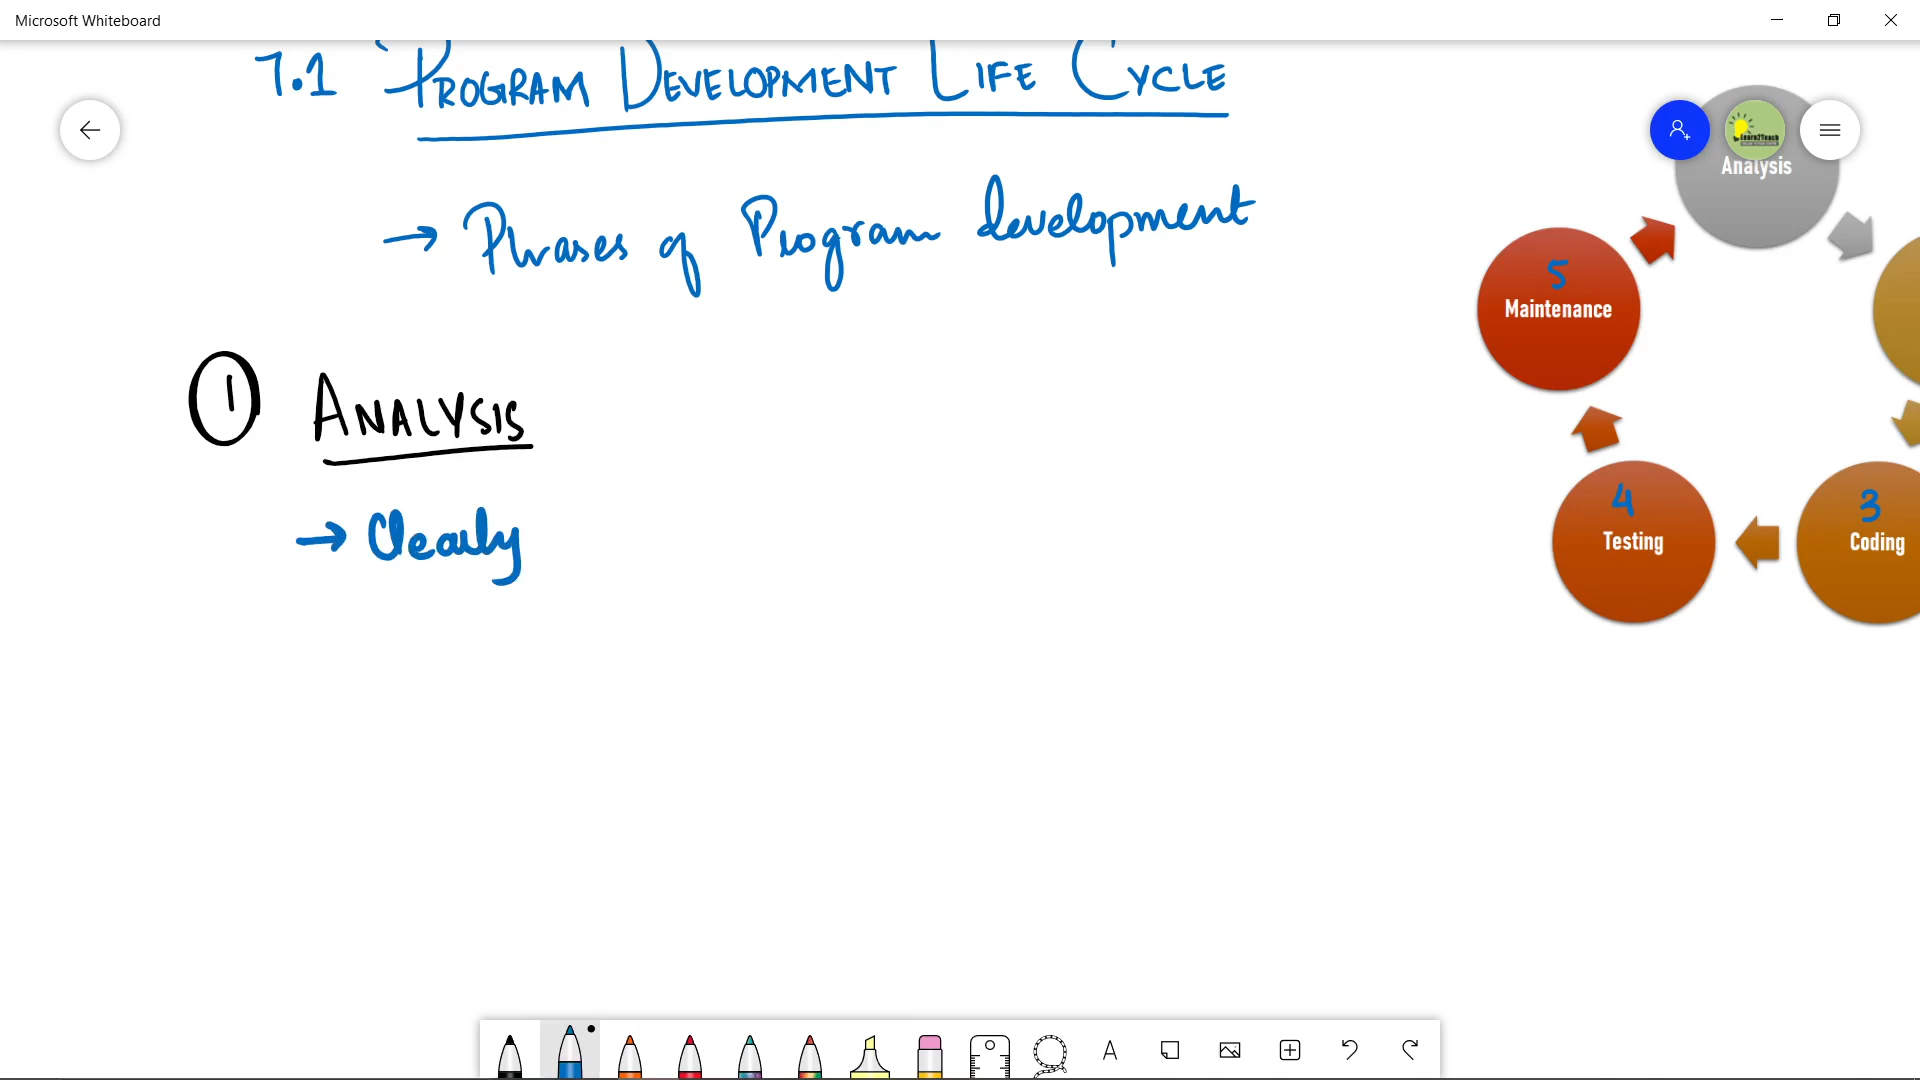 Microsoft Whiteboard
7.1 PROGRAM DEVELOPMENT LIFE CYCLE
→ Phrases of Program development
1 ANALYSIS
→ Clearly
Learn2Teach
Analysis
5
Maintenance
4
Testing
3
Coding
A